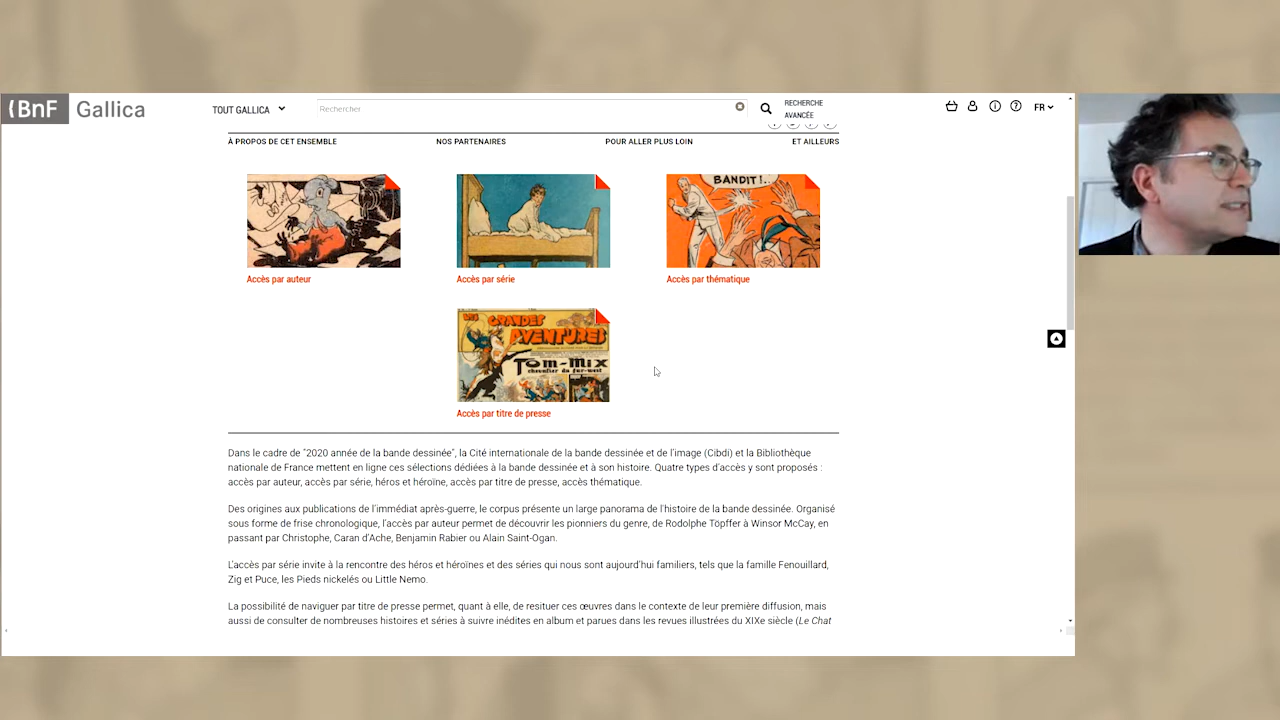 BnF Gallica
TOUT GALLICA
Rechercher
RECHERCHE
AVANCÉE
FR
À PROPOS DE CET ENSEMBLE
NOS PARTENAIRES
POUR ALLER PLUS LOIN
ET AILLEURS
BANDIT !..
Accès par auteur
Accès par série
Accès par thématique
LES GRANDES
AVENTURES
TOM-MIX
chevalier du far-west
Accès par titre de presse
Dans le cadre de "2020 année de la bande dessinée", la Cité internationale de la bande dessinée et de l'image (Cibdi) et la Bibliothèque
nationale de France mettent en ligne ces sélections dédiées à la bande dessinée et à son histoire. Quatre types d'accès y sont proposés :
accès par auteur, accès par série, héros et héroïne, accès par titre de presse, accès thématique.
Des origines aux publications de l'immédiat après-guerre, le corpus présente un large panorama de l'histoire de la bande dessinée. Organisé
sous forme de frise chronologique, l'accès par auteur permet de découvrir les pionniers du genre, de Rodolphe Töpffer à Winsor McCay, en
passant par Christophe, Caran d'Ache, Benjamin Rabier ou Alain Saint-Ogan.
L'accès par série invite à la rencontre des héros et héroïnes et des séries qui nous sont aujourd'hui familiers, tels que la famille Fenouillard,
Zig et Puce, les Pieds nickelés ou Little Nemo.
La possibilité de naviguer par titre de presse permet, quant à elle, de resituer ces œuvres dans le contexte de leur première diffusion, mais
aussi de consulter de nombreuses histoires et séries à suivre inédites en album et parues dans les revues illustrées du XIXe siècle (Le Chat